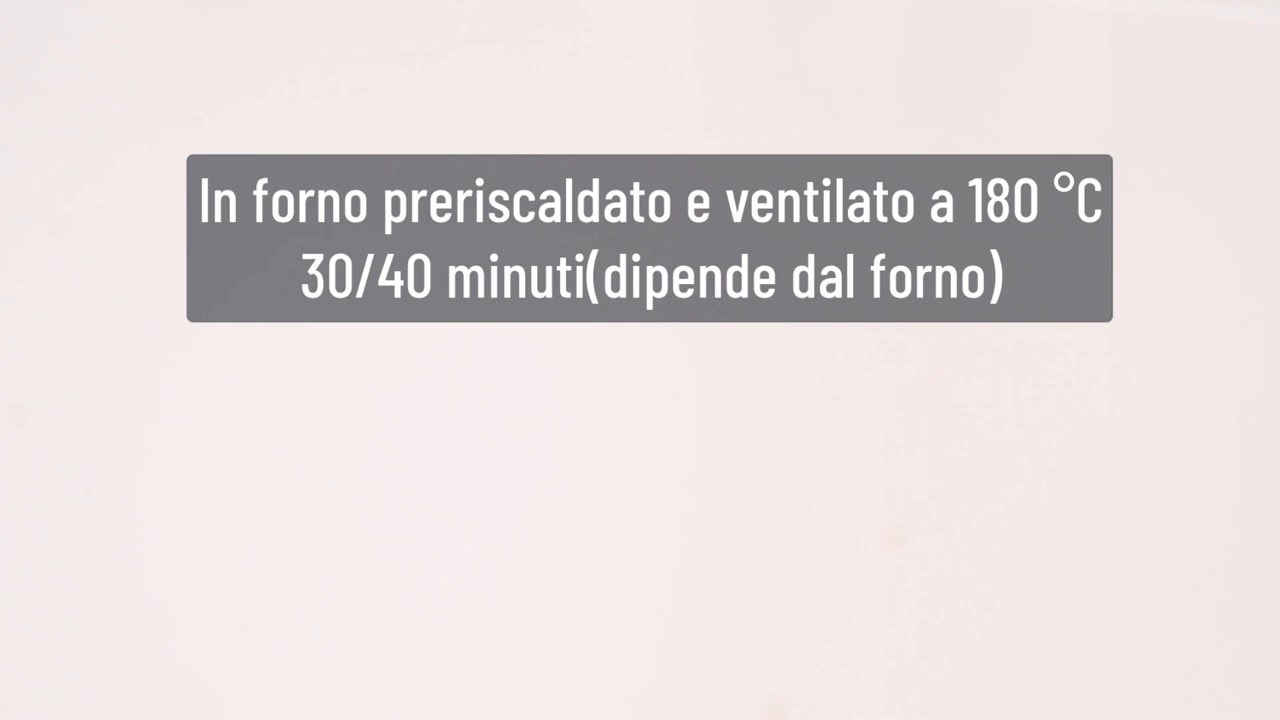 In forno preriscaldato e ventilato a 180 °C
30/40 minuti(dipende dal forno)